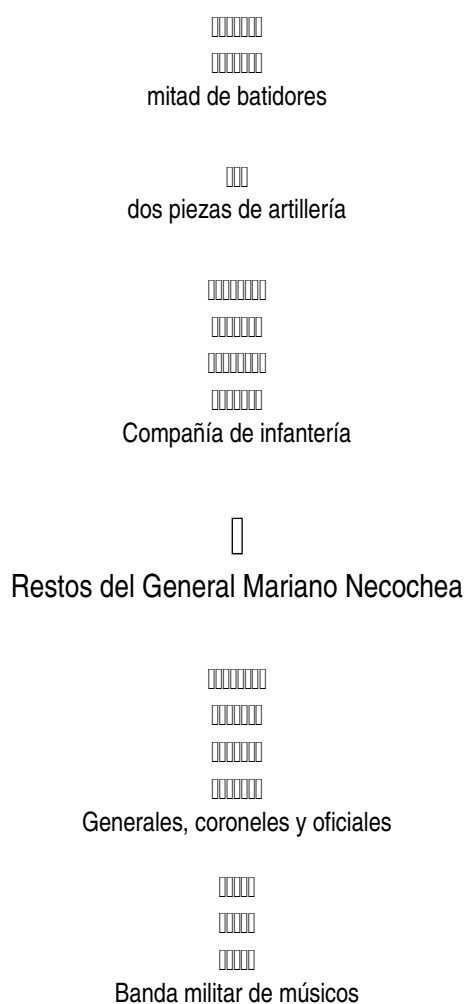 mitad de batidores
dos piezas de artillería
Compañía de infantería
Restos del General Mariano Necochea
Generales, coroneles y oficiales
Banda militar de músicos